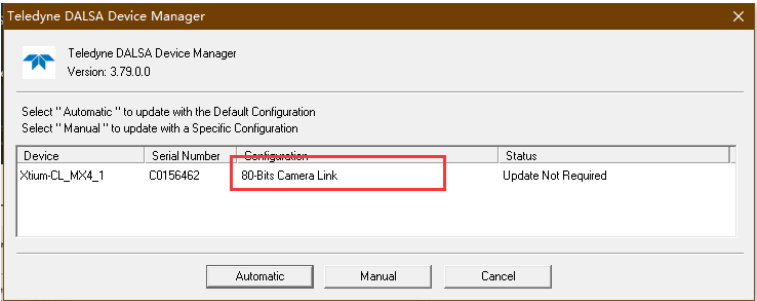 Teledyne DALSA Device Manager
Teledyne DALSA Device Manager
Version: 3.79.0.0
Select " Automatic " to update with the Default Configuration
Select " Manual " to update with a Specific Configuration
Device Serial Number Configuration Status
Xtium-CL_MX4_1 C0156462 80-Bits Camera Link Update Not Required
Automatic Manual Cancel